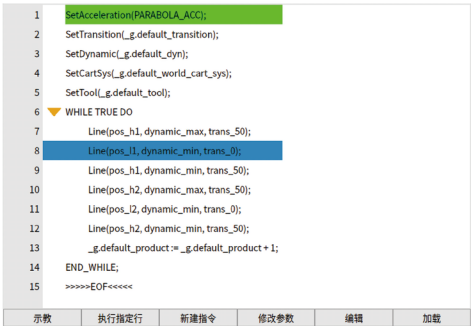 1 SetAcceleration(PARABOLA_ACC);
2 SetTransition(_g.default_transition);
3 SetDynamic(_g.default_dyn);
4 SetCartSys(_g.default_world_cart_sys);
5 SetTool(_g.default_tool);
6 WHILE TRUE DO
7 Line(pos_h1, dynamic_max, trans_50);
8 Line(pos_l1, dynamic_min, trans_0);
9 Line(pos_h1, dynamic_min, trans_50);
10 Line(pos_h2, dynamic_max, trans_50);
11 Line(pos_l2, dynamic_min, trans_0);
12 Line(pos_h2, dynamic_min, trans_50);
13 _g.default_product := _g.default_product + 1;
14 END_WHILE;
15 >>>>>EOF<<<<<
示教 执行指定行 新建指令 修改参数 编辑 加载